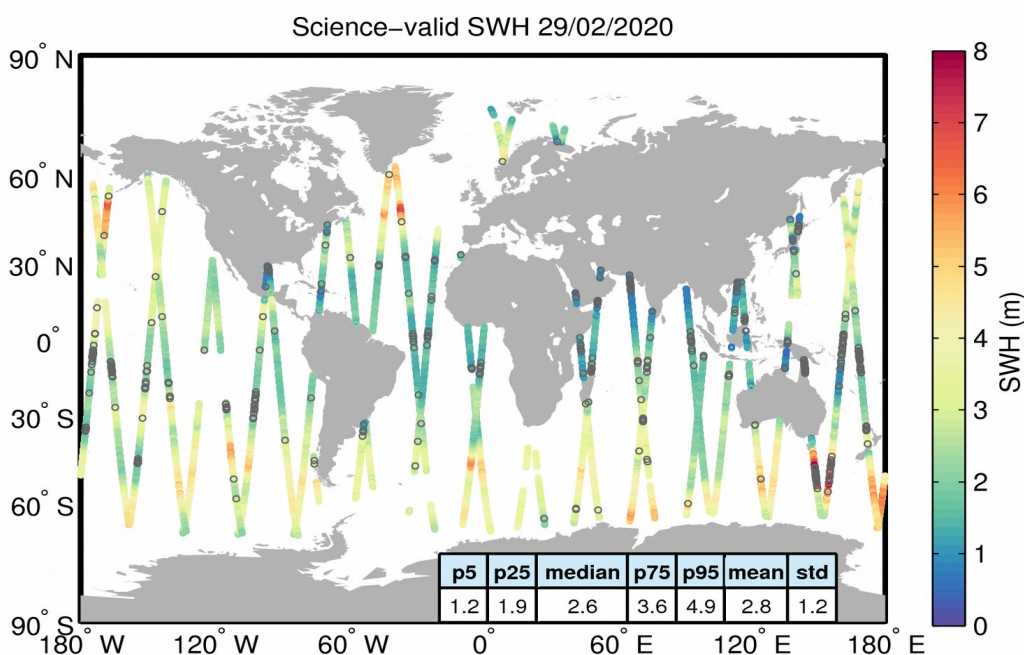 Science-valid SWH 29/02/2020
90° N
60° N
30° N
0°
30° S
60° S
90° S
180° W
120° W
60° W
0°
60° E
120° E
180° E
p5 p25 median p75 p95 mean std
1.2 1.9 2.6 3.6 4.9 2.8 1.2
8
7
6
5
4
3
2
1
0
SWH (m)